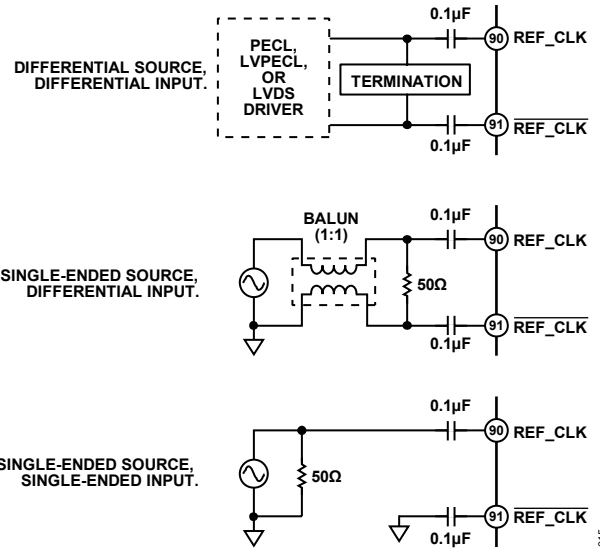 0.1µF
90 REF_CLK
PECL,
LVPECL,
OR
LVDS
DRIVER
DIFFERENTIAL SOURCE,
DIFFERENTIAL INPUT.
TERMINATION
91 REF_CLK
0.1µF
BALUN
(1:1)
0.1µF
90 REF_CLK
SINGLE-ENDED SOURCE,
DIFFERENTIAL INPUT.
50Ω
91 REF_CLK
0.1µF
0.1µF
90 REF_CLK
SINGLE-ENDED SOURCE,
SINGLE-ENDED INPUT.
50Ω
91 REF_CLK
0.1µF